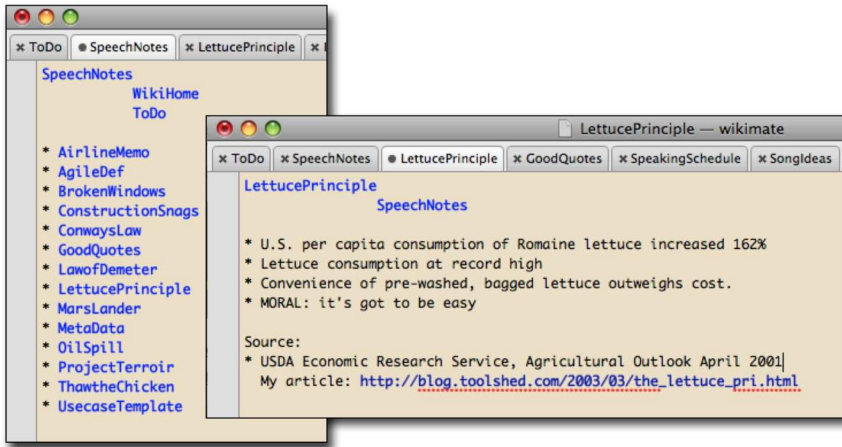 ToDo SpeechNotes LettucePrinciple
SpeechNotes
WikiHome
ToDo
* AirlineMemo
* AgileDef
* BrokenWindows
* ConstructionSnags
* ConwaysLaw
* GoodQuotes
* LawofDemeter
* LettucePrinciple
* MarsLander
* MetaData
* OilSpill
* ProjectTerroir
* ThawtheChicken
* UsecaseTemplate
LettucePrinciple — wikimate
ToDo SpeechNotes LettucePrinciple GoodQuotes SpeakingSchedule SongIdeas
LettucePrinciple
SpeechNotes
* U.S. per capita consumption of Romaine lettuce increased 162%
* Lettuce consumption at record high
* Convenience of pre-washed, bagged lettuce outweighs cost.
* MORAL: it's got to be easy
Source:
* USDA Economic Research Service, Agricultural Outlook April 2001
My article: http://blog.toolshed.com/2003/03/the_lettuce_pri.html